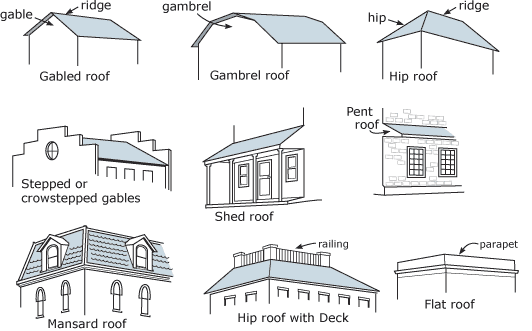 gable
ridge
Gabled roof
gambrel
Gambrel roof
hip
ridge
Hip roof
Stepped or
crowstepped gables
Shed roof
Pent
roof
Mansard roof
railing
Hip roof with Deck
parapet
Flat roof